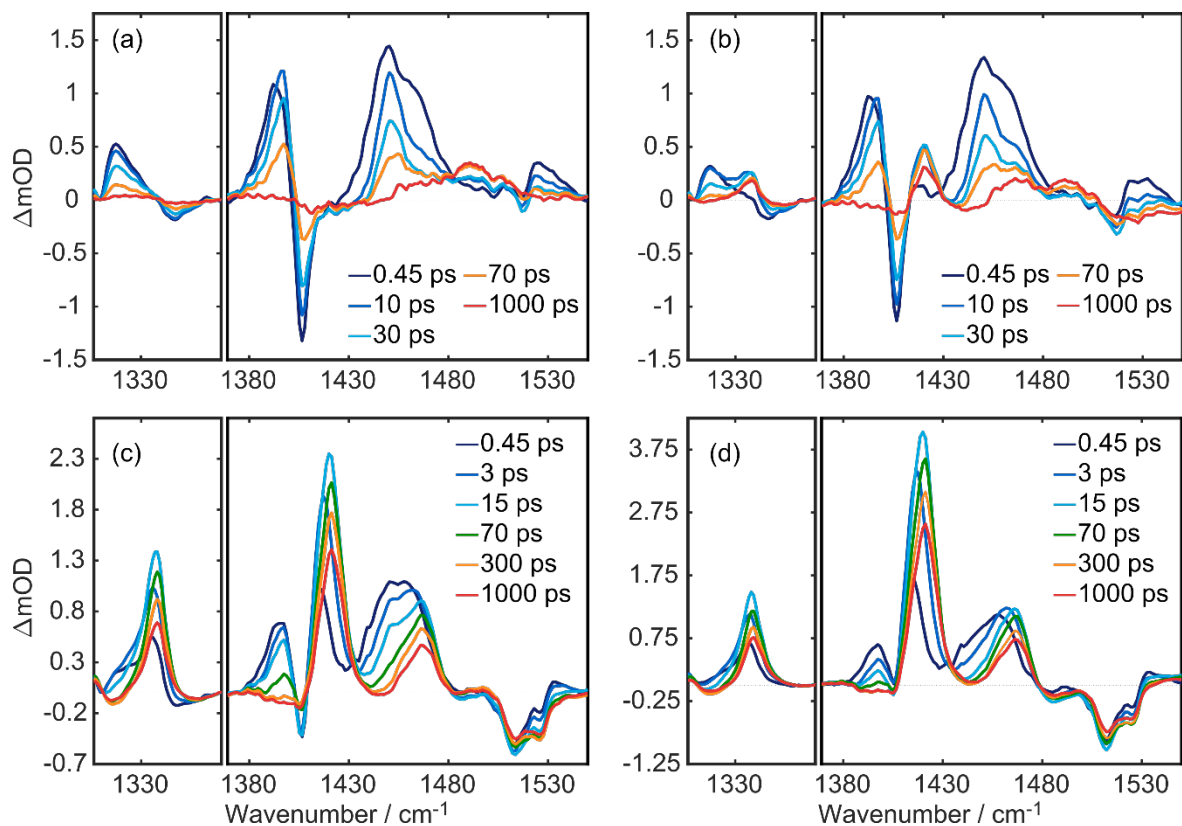 (a)
1.5
1
0.5
0
-0.5
-1
-1.5
ΔmOD
0.45 ps
10 ps
30 ps
70 ps
1000 ps
1330
1380
1430
1480
1530
(b)
1.5
1
0.5
0
-0.5
-1
-1.5
0.45 ps
10 ps
30 ps
70 ps
1000 ps
1330
1380
1430
1480
1530
(c)
2.3
1.3
0.8
0.3
-0.2
-0.7
ΔmOD
0.45 ps
3 ps
15 ps
70 ps
300 ps
1000 ps
1330
1380
1430
1480
1530
Wavenumber / cm⁻¹
(d)
3.75
2.75
1.75
0.75
-0.25
-1.25
0.45 ps
3 ps
15 ps
70 ps
300 ps
1000 ps
1330
1380
1430
1480
1530
Wavenumber / cm⁻¹